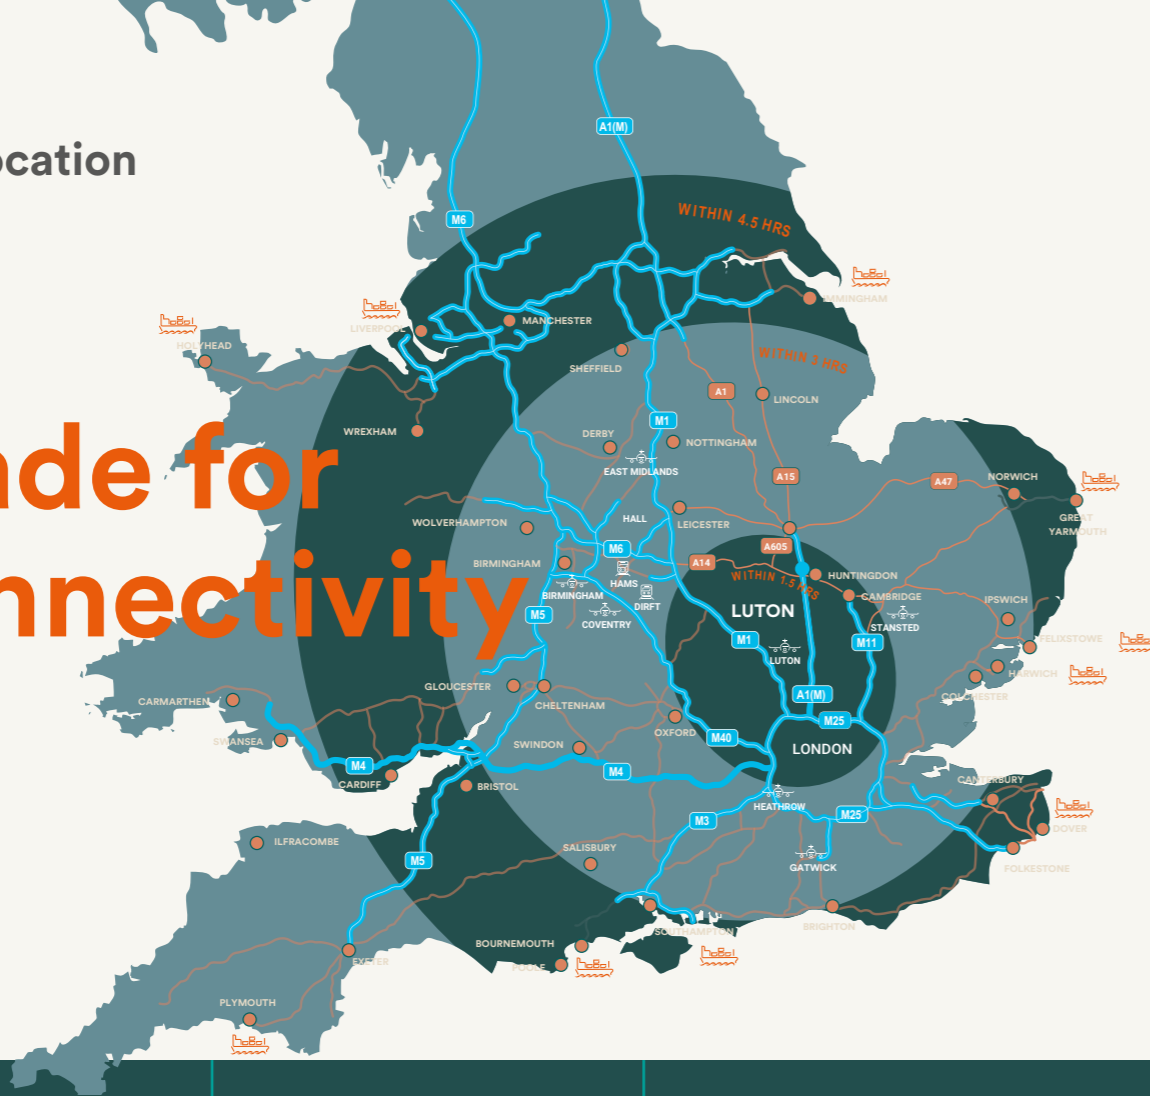 ocation
A1(M)
M6
WITHIN 4.5 HRS
IMMINGHAM
LIVERPOOL
MANCHESTER
HOLYHEAD
SHEFFIELD
WITHIN 3 HRS
A1
LINCOLN
M1
WREXHAM
DERBY
NOTTINGHAM
EAST MIDLANDS
ade for
A15
A47
NORWICH
GREAT
YARMOUTH
WOLVERHAMPTON
HALL
LEICESTER
A605
M6
A14
BIRMINGHAM
HAMS
WITHIN 1.5 HRS
HUNTINGDON
nnectivity
BIRMINGHAM
DIRFT
CAMBRIDGE
IPSWICH
M5
COVENTRY
LUTON
STANSTED
M1
M11
FELIXSTOWE
LUTON
HARWICH
GLOUCESTER
COLCHESTER
CARMARTHEN
CHELTENHAM
A1(M)
M25
SWANSEA
SWINDON
OXFORD
M40
LONDON
M4
M4
CARDIFF
BRISTOL
CANTERBURY
HEATHROW
M25
M3
DOVER
ILFRACOMBE
SALISBURY
M5
GATWICK
FOLKESTONE
BRIGHTON
SOUTHAMPTON
BOURNEMOUTH
EXETER
POOLE
PLYMOUTH